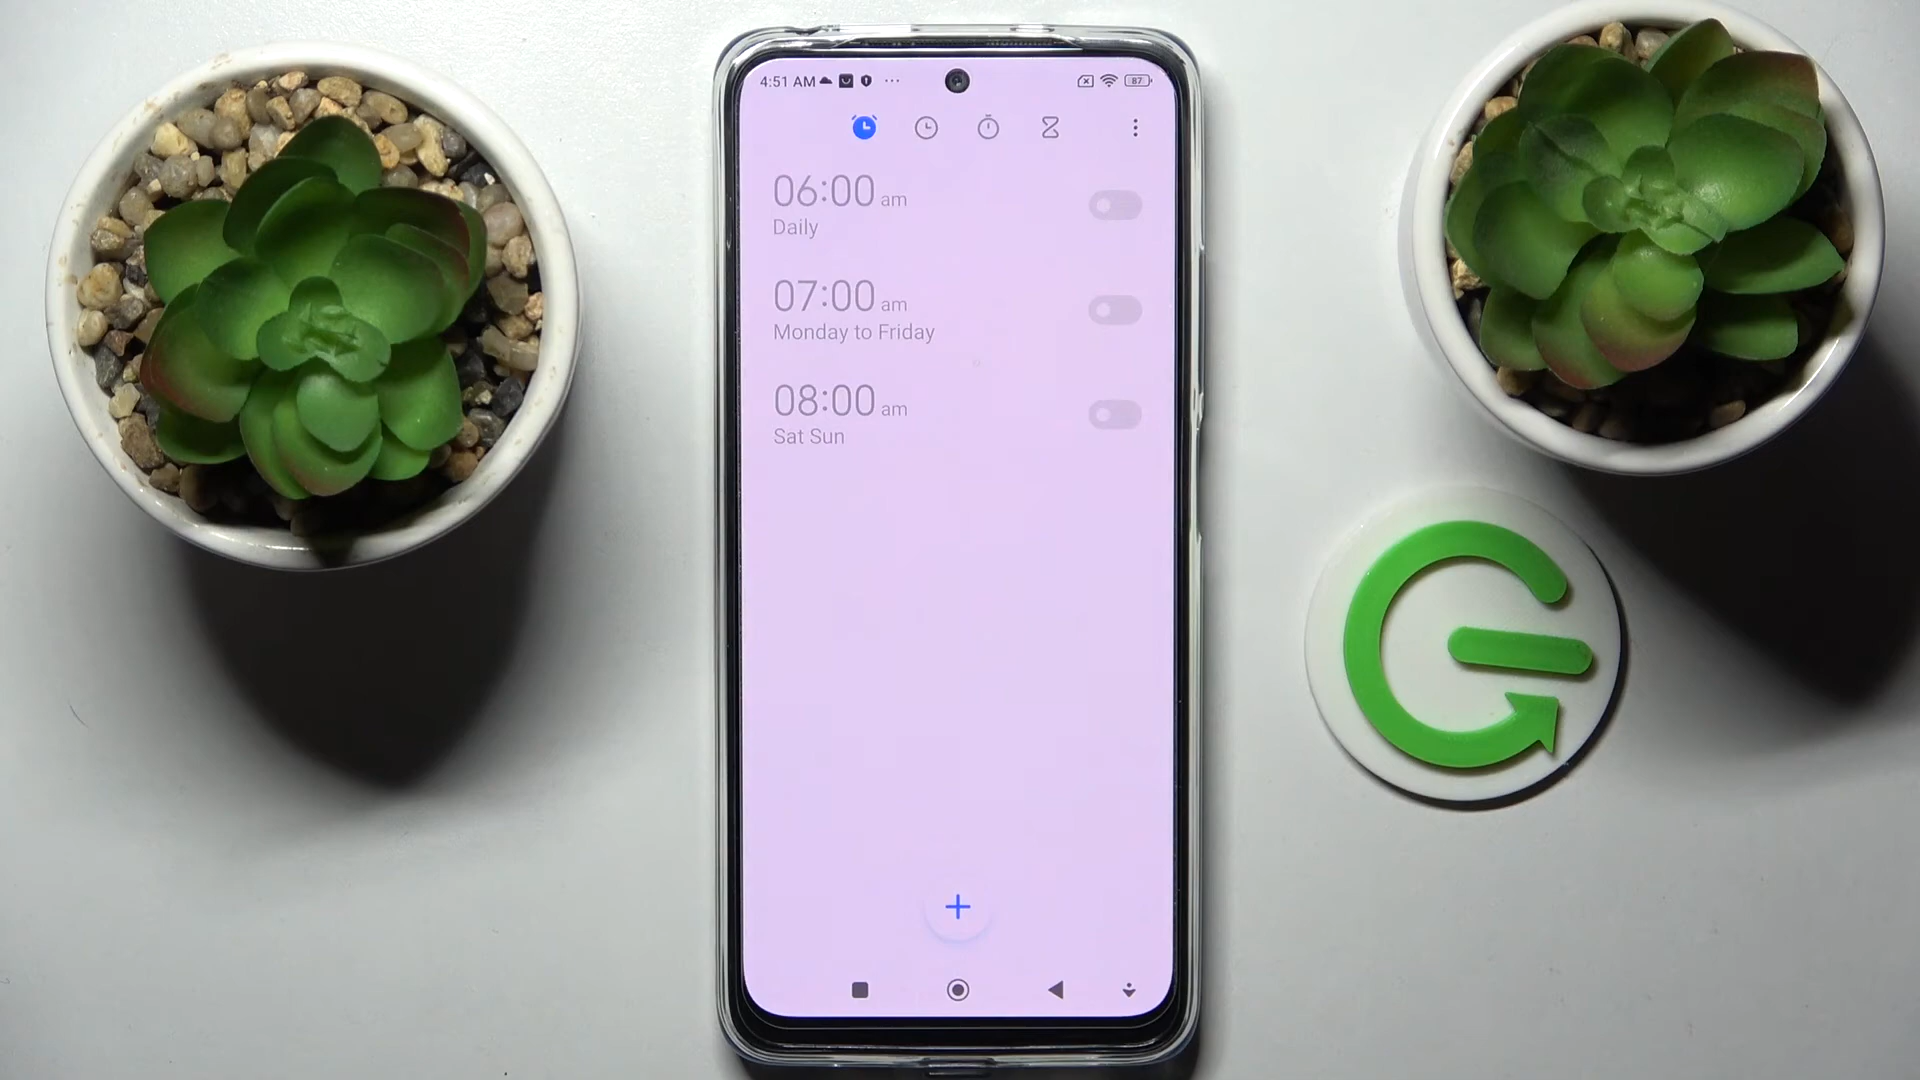 4:51 AM ... 87
06:00 am
Daily
07:00 am
Monday to Friday
08:00 am
Sat Sun